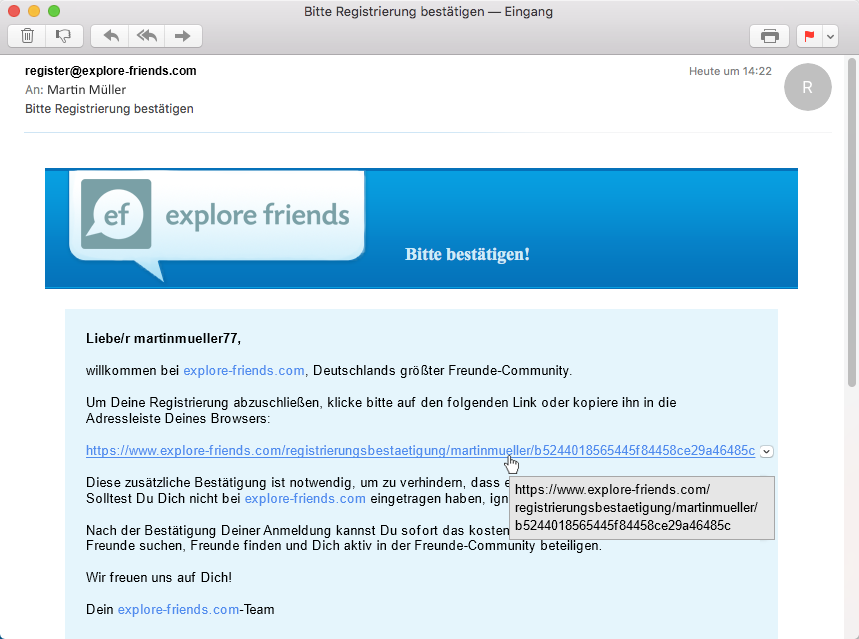 Bitte Registrierung bestätigen — Eingang
register@explore-friends.com
Heute um 14:22
R
An: Martin Müller
Bitte Registrierung bestätigen
ef explore friends
Bitte bestätigen!
Liebe/r martinmueller77,
willkommen bei explore-friends.com, Deutschlands größter Freunde-Community.
Um Deine Registrierung abzuschließen, klicke bitte auf den folgenden Link oder kopiere ihn in die
Adressleiste Deines Browsers:
https://www.explore-friends.com/registrierungsbestaetigung/martinmueller/b5244018565445f84458ce29a46485c
Diese zusätzliche Bestätigung ist notwendig, um zu verhindern, dass
Solltest Du Dich nicht bei explore-friends.com eingetragen haben,
https://www.explore-friends.com/
registrierungsbestaetigung/martinmueller/
b5244018565445f84458ce29a46485c
Nach der Bestätigung Deiner Anmeldung kannst Du sofort das
Freunde suchen, Freunde finden und Dich aktiv in der Freunde-Community beteiligen.
Wir freuen uns auf Dich!
Dein explore-friends.com-Team